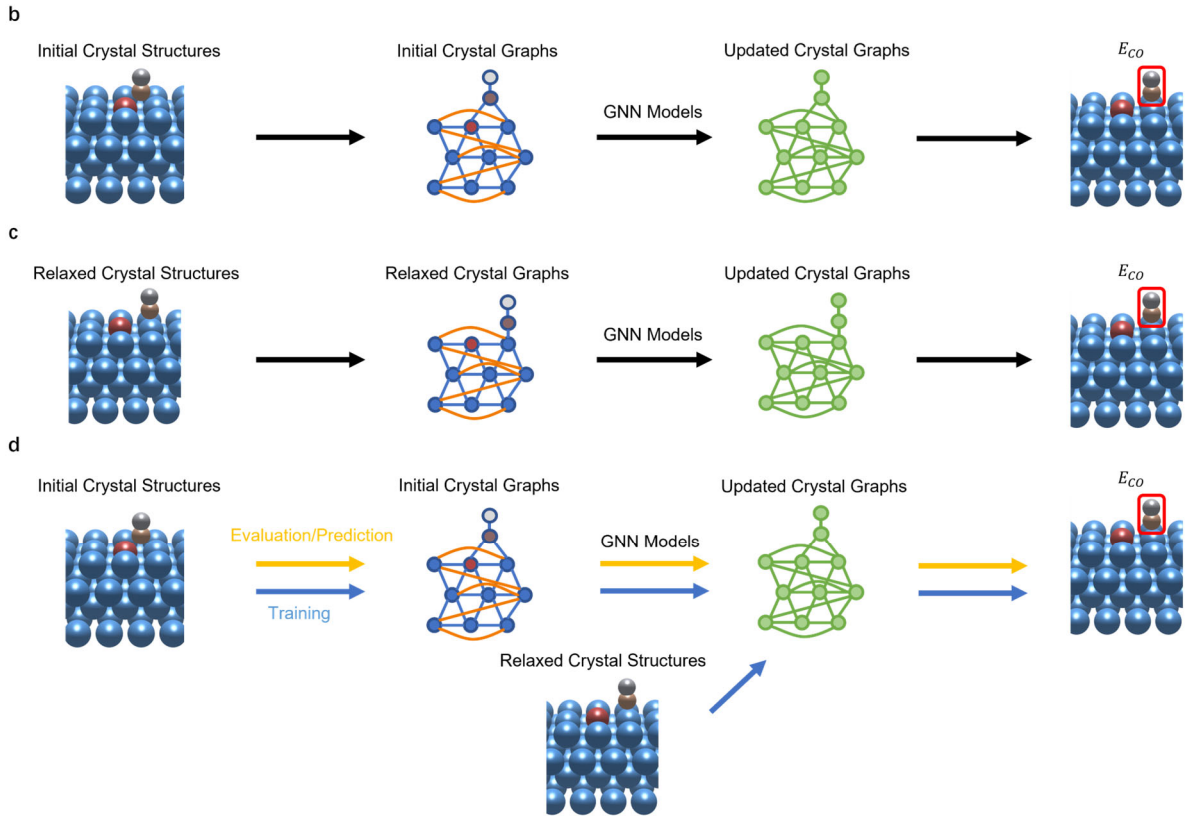 b
Initial Crystal Structures
Initial Crystal Graphs
Updated Crystal Graphs
E_CO
GNN Models
c
Relaxed Crystal Structures
Relaxed Crystal Graphs
Updated Crystal Graphs
E_CO
GNN Models
d
Initial Crystal Structures
Initial Crystal Graphs
Updated Crystal Graphs
E_CO
Evaluation/Prediction
GNN Models
Training
Relaxed Crystal Structures